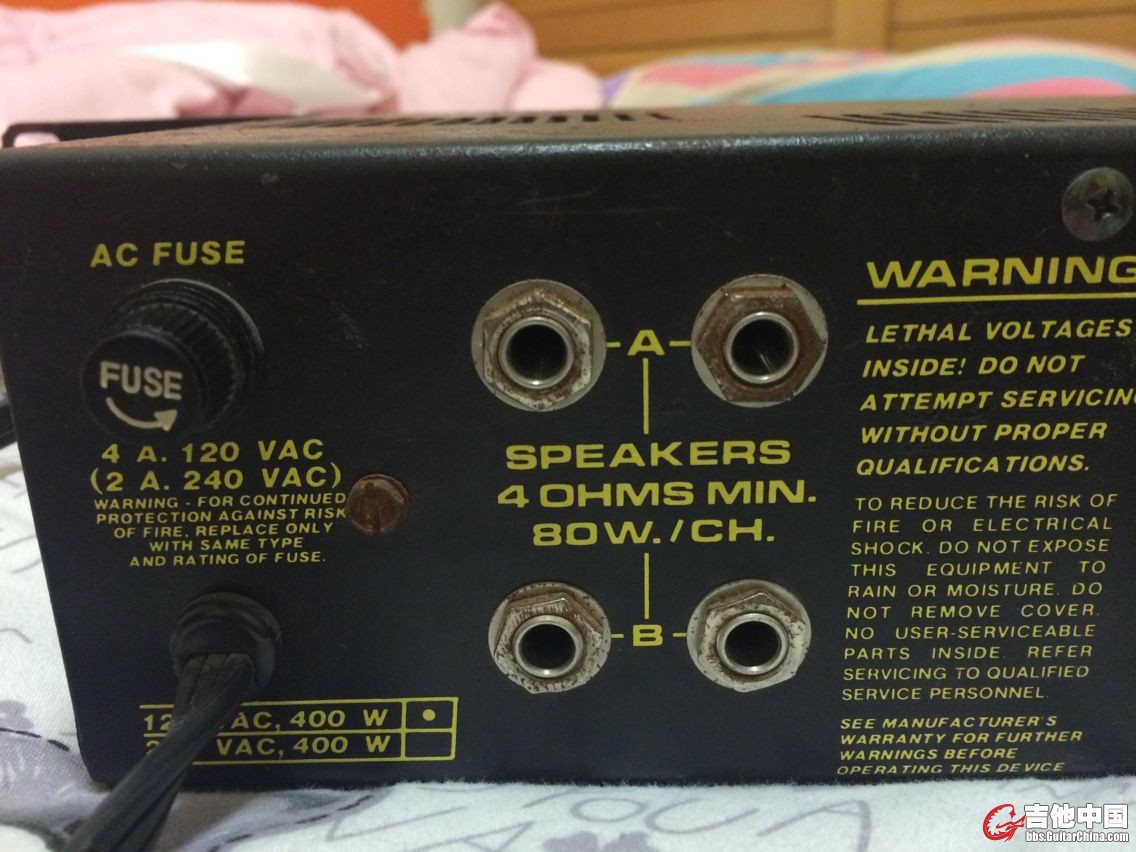 AC FUSE
FUSE
4 A. 120 VAC
(2 A. 240 VAC)
WARNING - FOR CONTINUED
PROTECTION AGAINST RISK
OF FIRE, REPLACE ONLY
WITH SAME TYPE
AND RATING OF FUSE.
AC, 400 W
VAC, 400 W
A
SPEAKERS
4 OHMS MIN.
80W./CH.
B
WARNING
LETHAL VOLTAGES
INSIDE! DO NOT
ATTEMPT SERVICING
WITHOUT PROPER
QUALIFICATIONS.
TO REDUCE THE RISK OF
FIRE OR ELECTRICAL
SHOCK. DO NOT EXPOSE
THIS EQUIPMENT TO
RAIN OR MOISTURE. DO
NOT REMOVE COVER.
NO USER-SERVICEABLE
PARTS INSIDE. REFER
SERVICING TO QUALIFIED
SERVICE PERSONNEL.
SEE MANUFACTURER'S
WARRANTY FOR FURTHER
WARNINGS BEFORE
OPERATING THIS DEVICE
吉他中国
bbs.GuitarChina.com